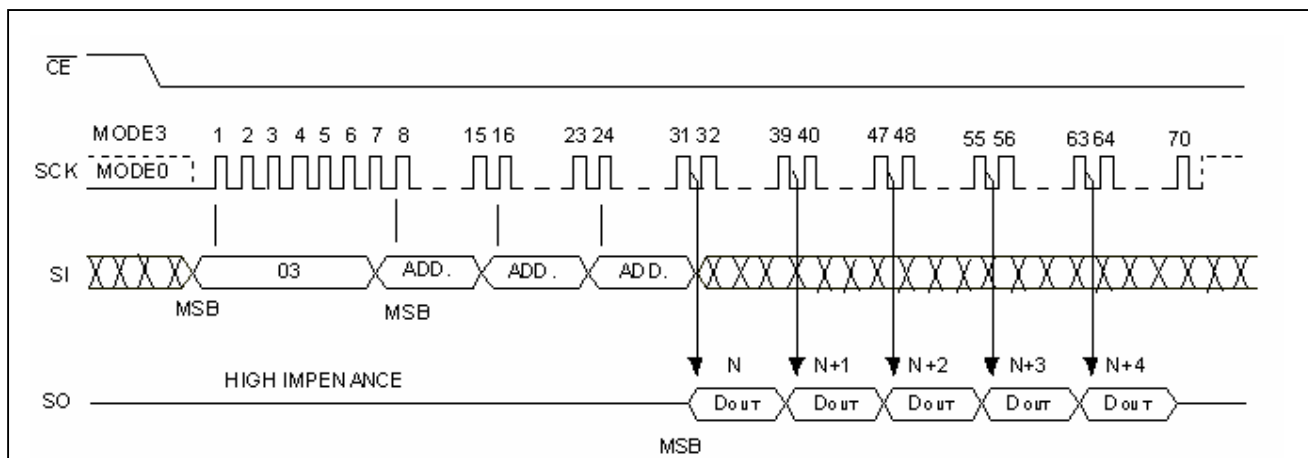 CE
MODE3 1 2 3 4 5 6 7 8 15 16 23 24 31 32 39 40 47 48 55 56 63 64 70
SCK MODE0
SI 03 ADD. ADD. ADD.
MSB MSB
N N+1 N+2 N+3 N+4
HIGH IMPENANCE
SO DOUT DOUT DOUT DOUT DOUT
MSB